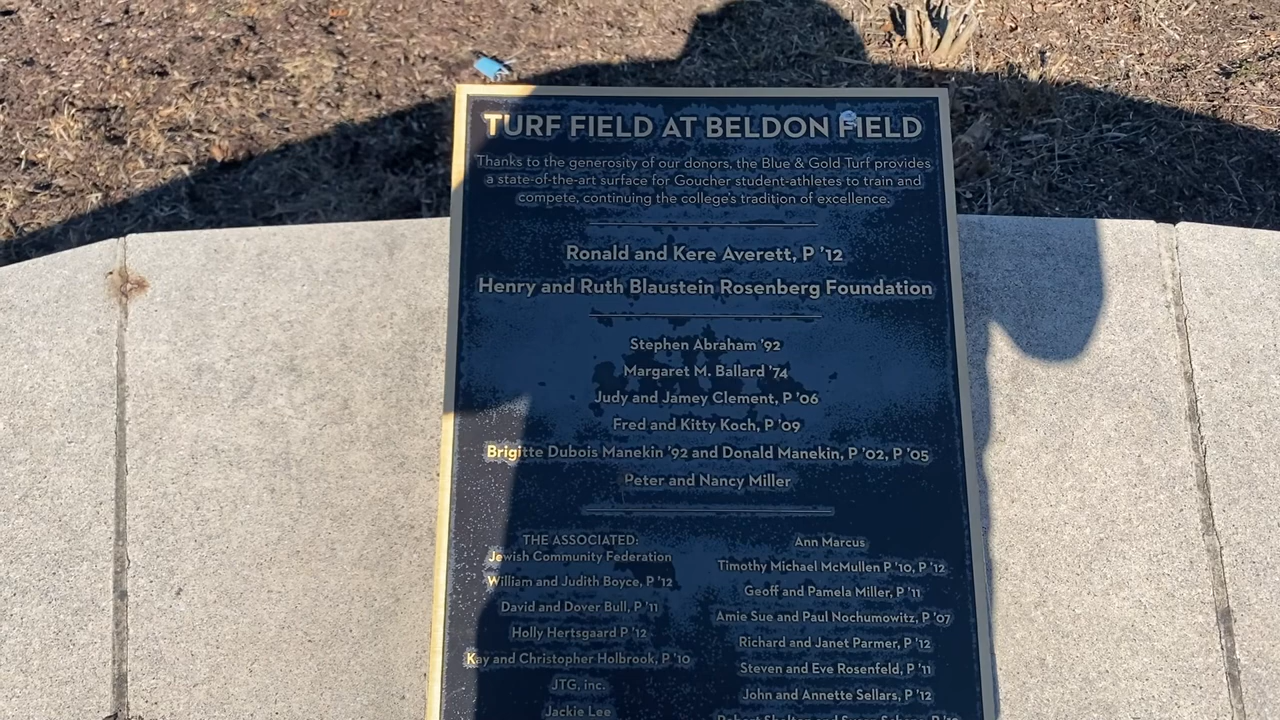 TURF FIELD AT BELDON FIELD
Thanks to the generosity of our donors, the Blue & Gold Turf provides
a state-of-the-art surface for Goucher student-athletes to train and
compete, continuing the college's tradition of excellence.
Ronald and Kere Averett, P '12
Henry and Ruth Blaustein Rosenberg Foundation
Stephen Abraham '92
Margaret M. Ballard '74
Judy and Jamey Clement, P '06
Fred and Kitty Koch, P '09
Brigitte Dubois Manekin '92 and Donald Manekin, P '02, P '05
Peter and Nancy Miller
THE ASSOCIATED:
Jewish Community Federation
William and Judith Boyce, P '12
David and Dover Bull, P '11
Holly Hertsgaard P '12
Kay and Christopher Holbrook, P '10
JTG, inc.
Jackie Lee
Ann Marcus
Timothy Michael McMullen P '10, P '12
Geoff and Pamela Miller, P '11
Amie Sue and Paul Nochumowitz, P '07
Richard and Janet Parmer, P '12
Steven and Eve Rosenfeld, P '11
John and Annette Sellars, P '12